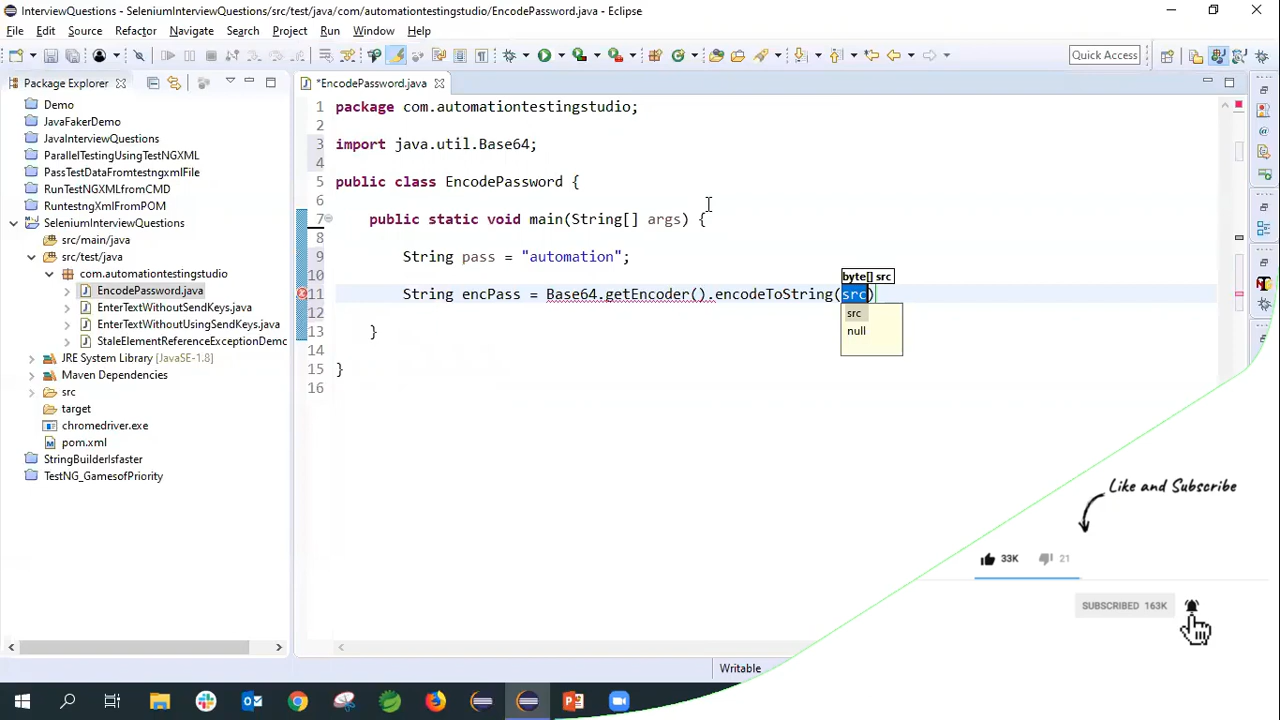 InterviewQuestions - SeleniumInterviewQuestions/src/test/java/com/automationtestingstudio/EncodePassword.java - Eclipse
File Edit Source Refactor Navigate Search Project Run Window Help
Quick Access
Package Explorer
*EncodePassword.java
Demo
JavaFakerDemo
JavaInterviewQuestions
ParallelTestingUsingTestNGXML
PassTestDataFromtestngxmlFile
RunTestNGXMLfromCMD
RuntestngXmlFromPOM
SeleniumInterviewQuestions
src/main/java
src/test/java
com.automationtestingstudio
EncodePassword.java
EnterTextWithoutSendKeys.java
EnterTextWithoutUsingSendKeys.java
StaleElementReferenceExceptionDemc
JRE System Library [JavaSE-1.8]
Maven Dependencies
src
target
chromedriver.exe
pom.xml
StringBuilderIsfaster
TestNG_GamesofPriority
1 package com.automationtestingstudio;
2
3 import java.util.Base64;
4
5 public class EncodePassword {
6
7 public static void main(String[] args) {
8
9 String pass = "automation";
10
byte[] src
11 String encPass = Base64.getEncoder().encodeToString(src)
12
src
null
13 }
14
15 }
16
Like and Subscribe
33K 21
SUBSCRIBED 163K
Writable